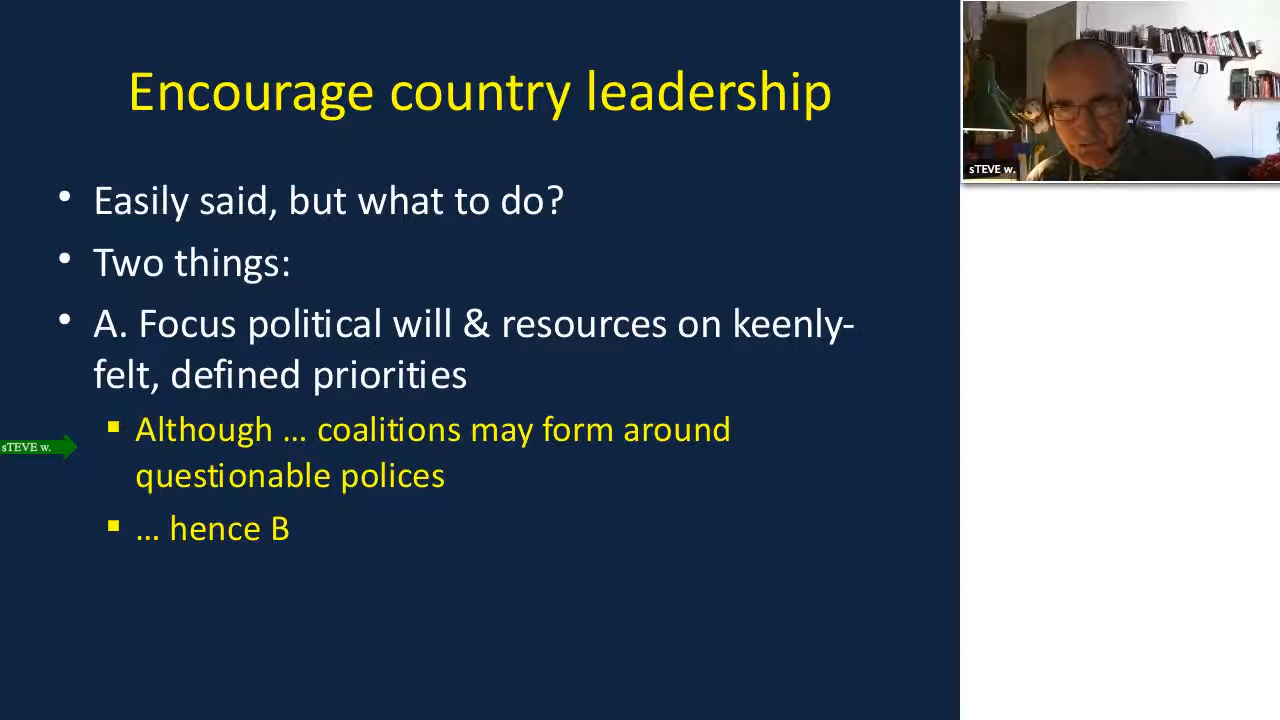 Encourage country leadership
• Easily said, but what to do?
• Two things:
• A. Focus political will & resources on keenly-
felt, defined priorities
▪ Although … coalitions may form around
questionable polices
▪ … hence B
sTEVE w.
sTEVE w.